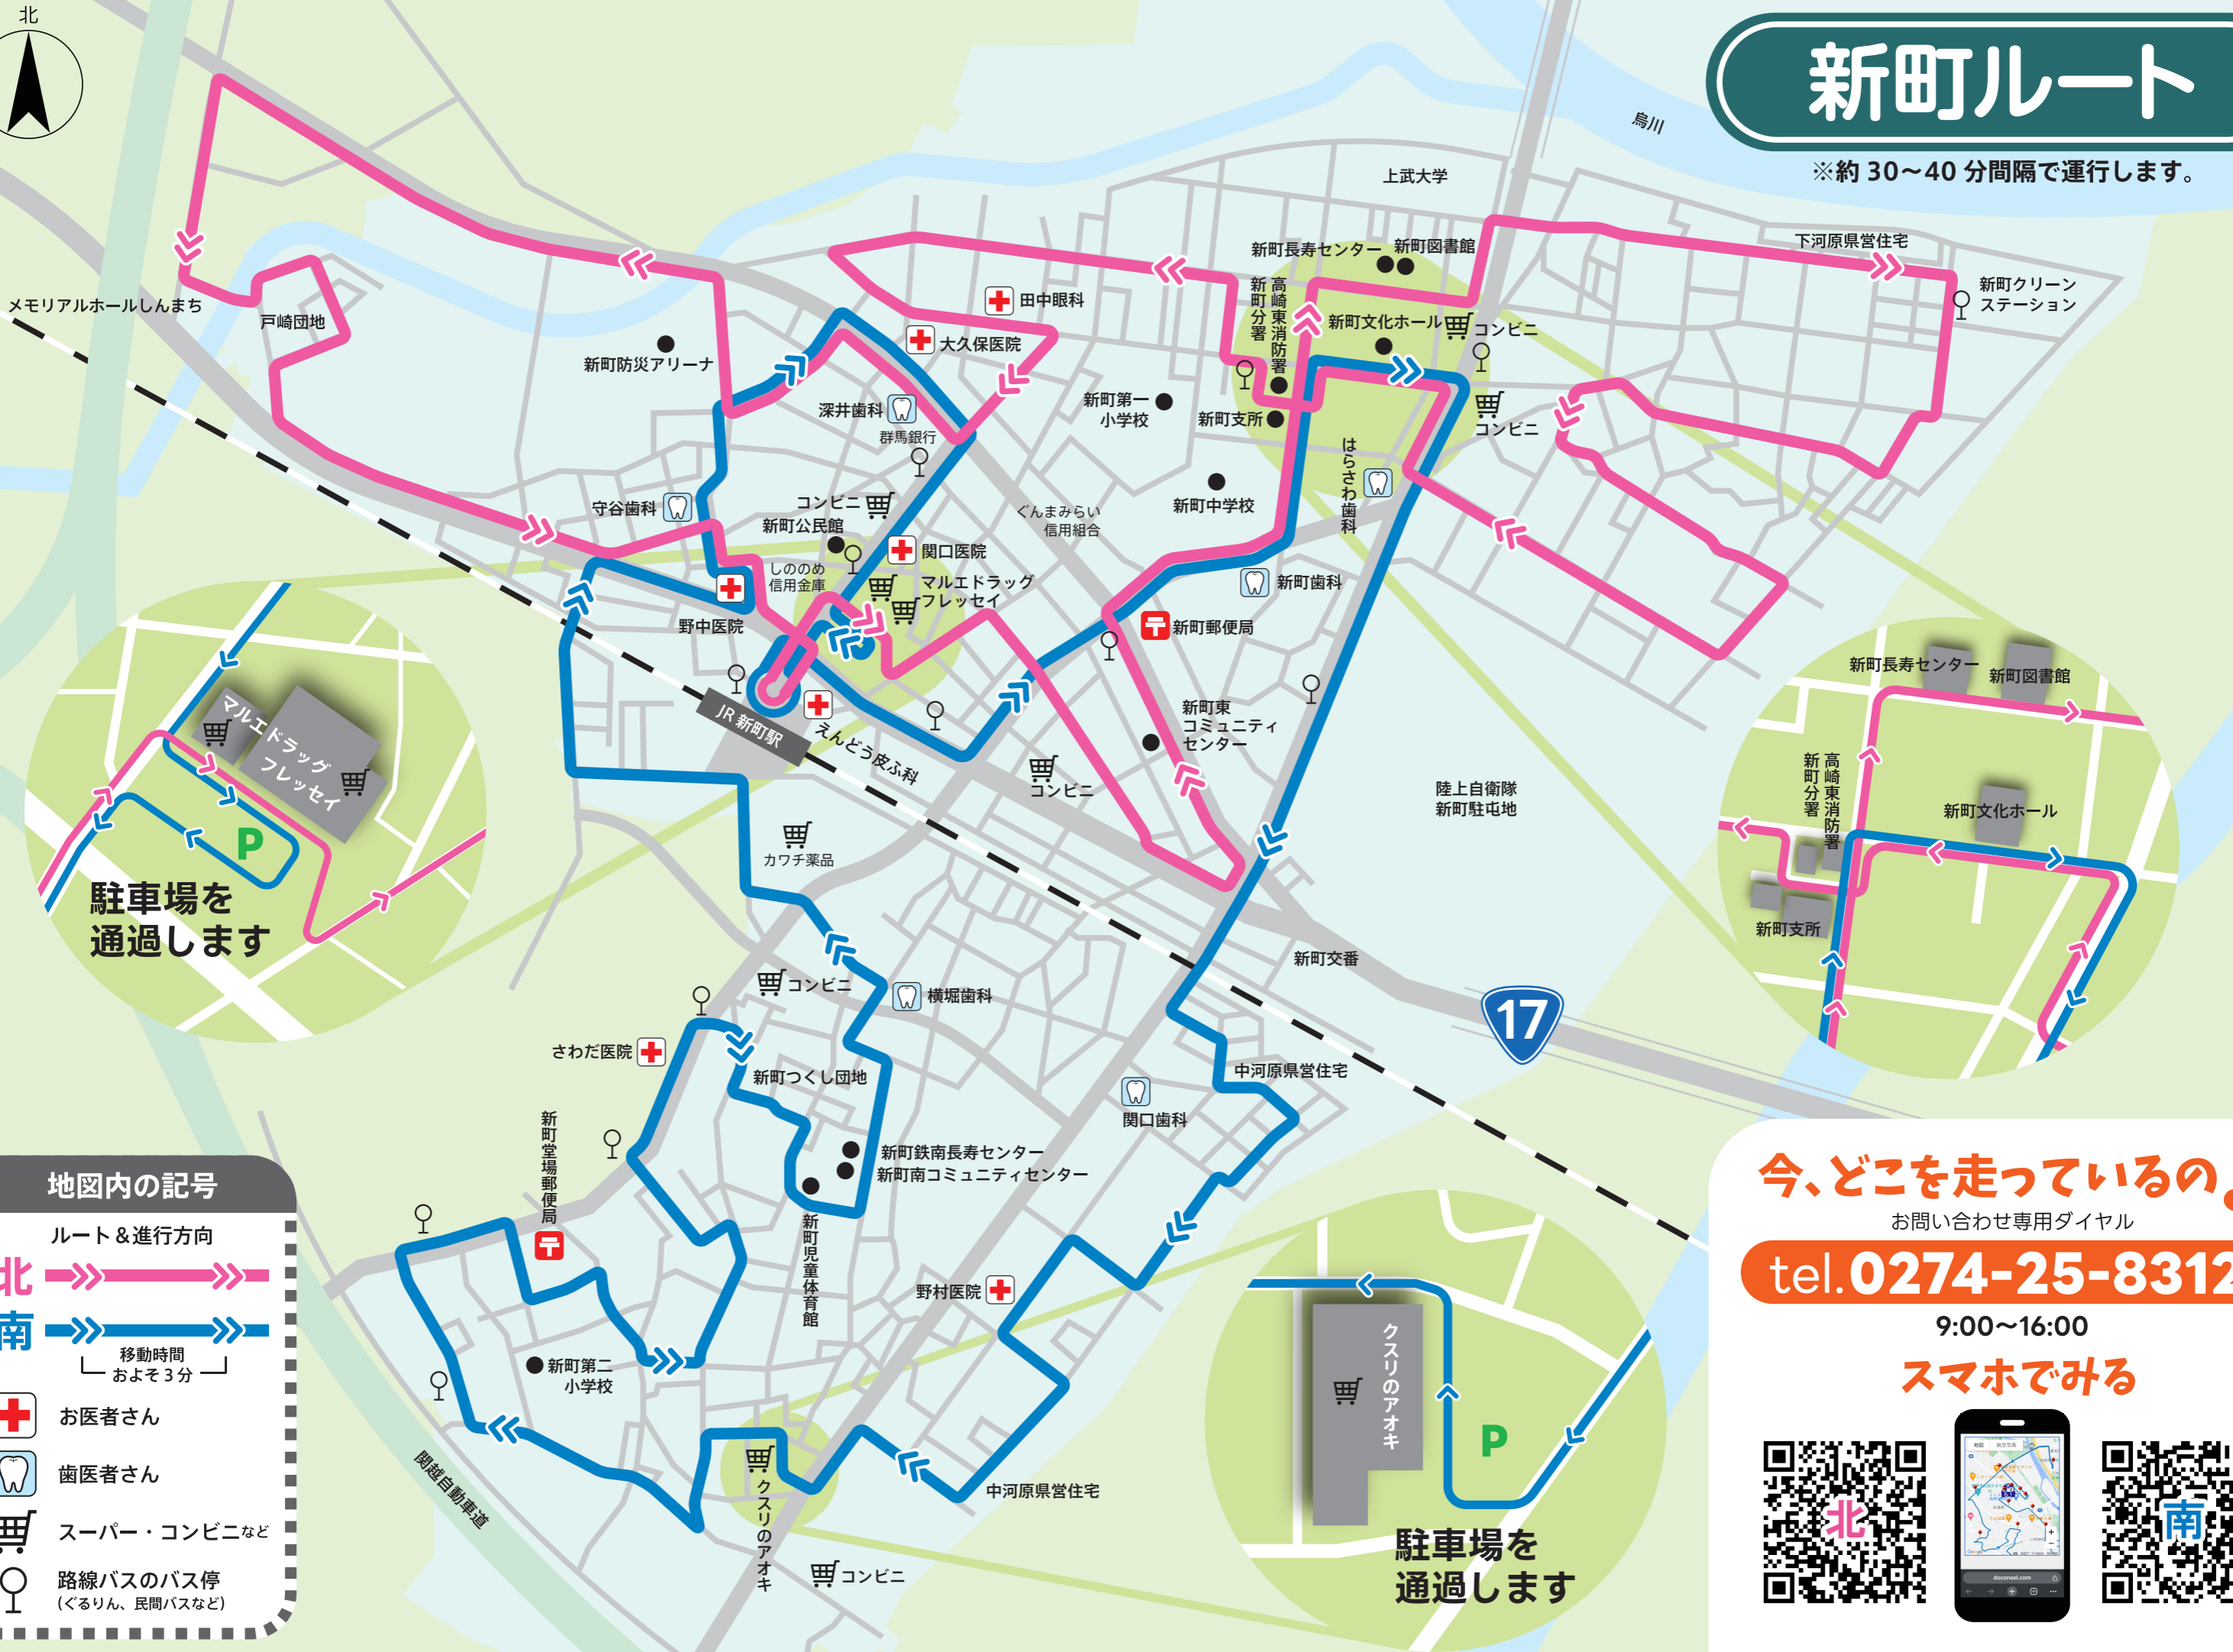 北
新町ルート
※約 30～40 分間隔で運行します。
烏川
上武大学
新町長寿センター
新町図書館
下河原県営住宅
新町クリーン
ステーション
高崎東消防署
新町分署
新町文化ホール
コンビニ
コンビニ
メモリアルホールしんまち
戸崎団地
新町防災アリーナ
田中眼科
大久保医院
深井歯科
群馬銀行
新町第一
小学校
新町支所
はらさわ歯科
守谷歯科
コンビニ
新町公民館
関口医院
しののめ
信用金庫
マルエドラッグ
フレッセイ
野中医院
ぐんまみらい
信用組合
新町中学校
新町歯科
新町郵便局
JR 新町駅
えんどう皮ふ科
新町東
コミュニティ
センター
コンビニ
陸上自衛隊
新町駐屯地
カワチ薬品
新町交番
17
コンビニ
横堀歯科
さわだ医院
新町つくし団地
中河原県営住宅
関口歯科
新町堂場郵便局
新町鉄南長寿センター
新町南コミュニティセンター
新町児童体育館
野村医院
新町第二
小学校
関越自動車道
クスリのアオキ
中河原県営住宅
コンビニ
マルエドラッグ
フレッセイ
P
駐車場を
通過します
新町長寿センター
新町図書館
高崎東消防署
新町分署
新町文化ホール
新町支所
クスリのアオキ
P
駐車場を
通過します
地図内の記号
ルート＆進行方向
北
南
移動時間
およそ 3 分
お医者さん
歯医者さん
スーパー・コンビニなど
路線バスのバス停
(ぐるりん、民間バスなど)
今、どこを走っているの
お問い合わせ専用ダイヤル
tel.0274-25-8312
9:00～16:00
スマホでみる
北
南
doconeel.com